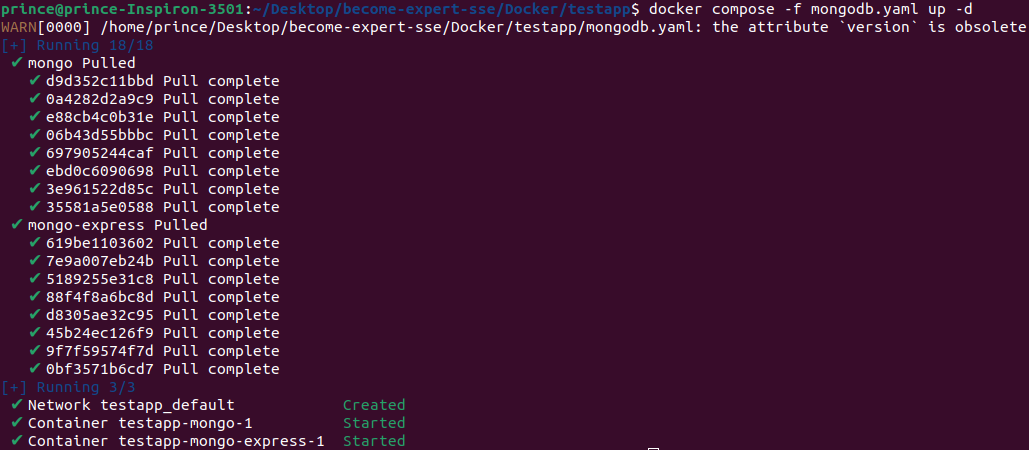 prince@prince-Inspiron-3501:~/Desktop/become-expert-sse/Docker/testapp$ docker compose -f mongodb.yaml up -d
WARN[0000] /home/prince/Desktop/become-expert-sse/Docker/testapp/mongodb.yaml: the attribute `version` is obsolete
[+] Running 18/18
✔ mongo Pulled
✔ d9d352c11bbd Pull complete
✔ 0a4282d2a9c9 Pull complete
✔ e88cb4c0b31e Pull complete
✔ 06b43d55bbbc Pull complete
✔ 697905244caf Pull complete
✔ ebd0c6090698 Pull complete
✔ 3e961522d85c Pull complete
✔ 35581a5e0588 Pull complete
✔ mongo-express Pulled
✔ 619be1103602 Pull complete
✔ 7e9a007eb24b Pull complete
✔ 5189255e31c8 Pull complete
✔ 88f4f8a6bc8d Pull complete
✔ d8305ae32c95 Pull complete
✔ 45b24ec126f9 Pull complete
✔ 9f7f59574f7d Pull complete
✔ 0bf3571b6cd7 Pull complete
[+] Running 3/3
✔ Network testapp_default Created
✔ Container testapp-mongo-1 Started
✔ Container testapp-mongo-express-1 Started